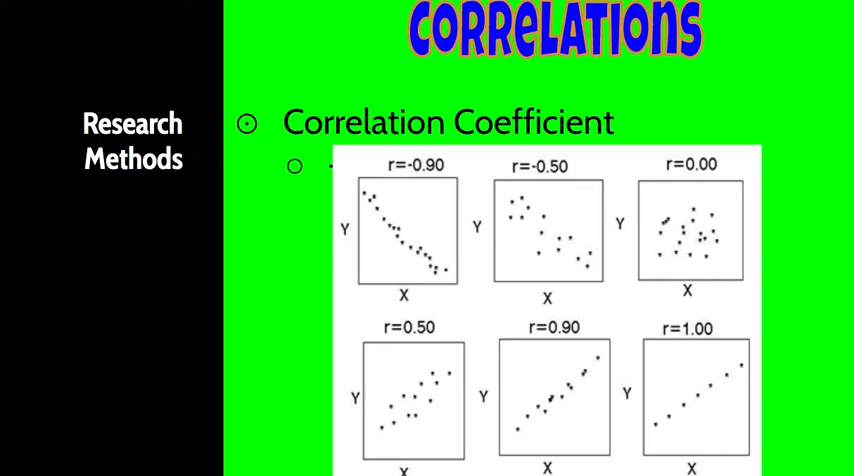 CORRELATIONS
Research
Methods
Correlation Coefficient
r=-0.90
r=-0.50
r=0.00
Y
Y
Y
X
X
X
r=0.50
r=0.90
r=1.00
Y
Y
Y
X
X
X